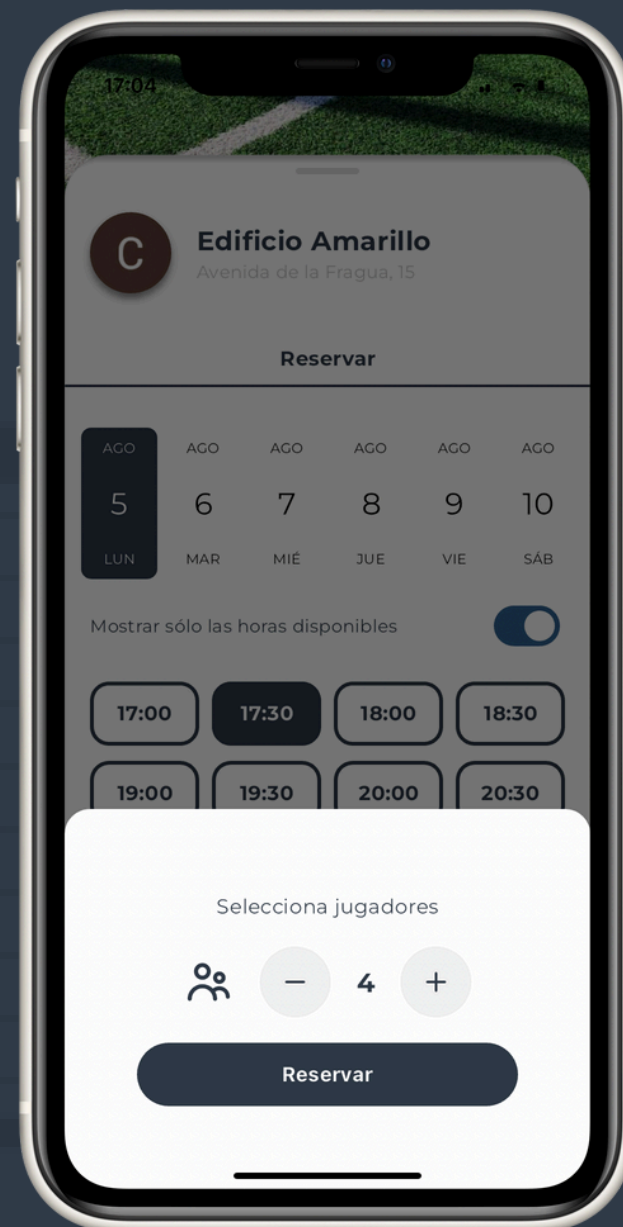 17:04
C
Edificio Amarillo
Avenida de la Fragua, 15
Reservar
AGO AGO AGO AGO AGO AGO
5 6 7 8 9 10
LUN MAR MIÉ JUE VIE SÁB
Mostrar sólo las horas disponibles
17:00 17:30 18:00 18:30
19:00 19:30 20:00 20:30
Selecciona jugadores
− 4 +
Reservar